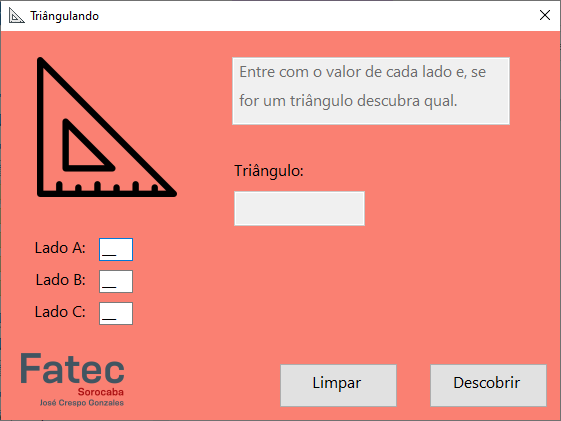 Triângulando
Entre com o valor de cada lado e, se
for um triângulo descubra qual.
Triângulo:
Lado A: __
Lado B: __
Lado C: __
Fatec
Sorocaba
José Crespo Gonzales
Limpar
Descobrir